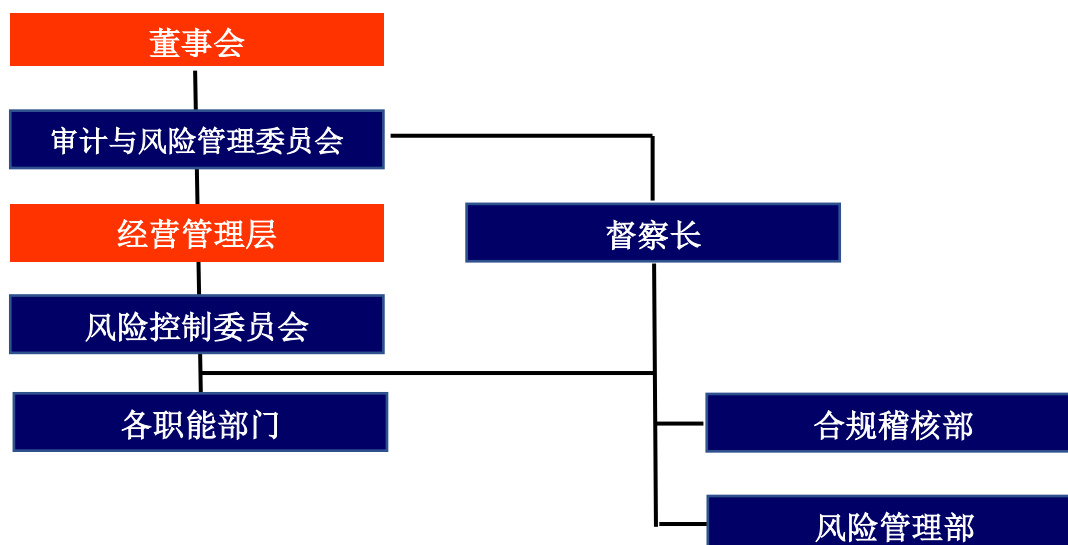 董事会
审计与风险管理委员会
经营管理层
督察长
风险控制委员会
各职能部门
合规稽核部
风险管理部